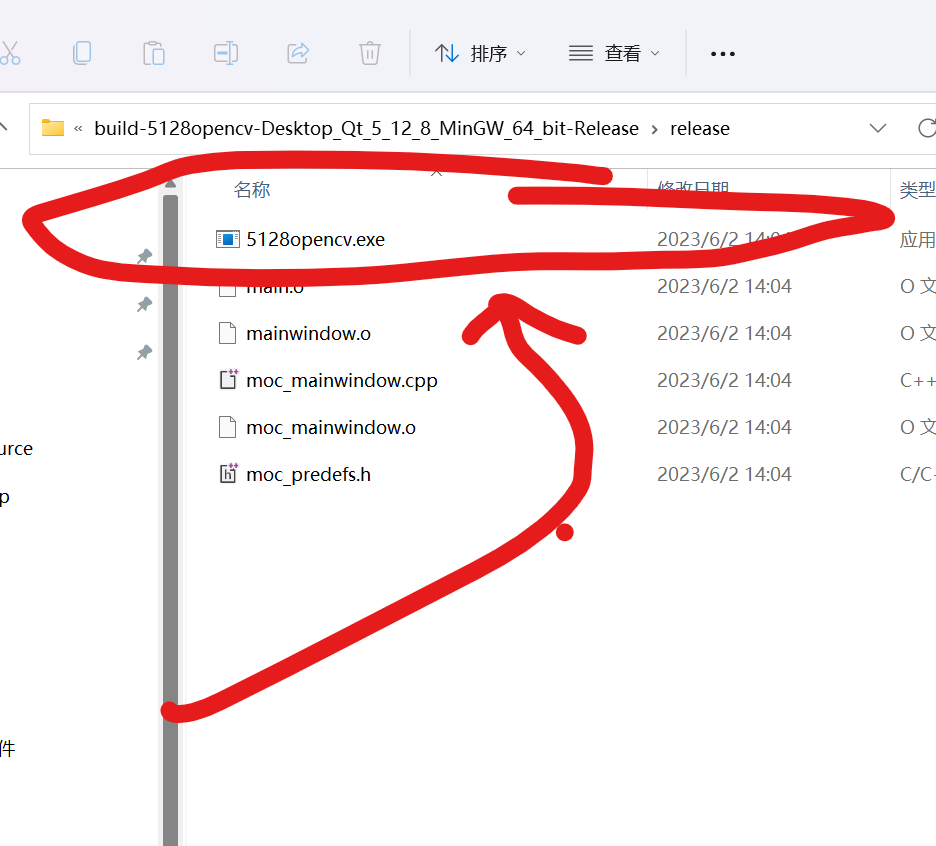 排序 查看
« build-5128opencv-Desktop_Qt_5_12_8_MinGW_64_bit-Release › release
名称 修改日期 类型
5128opencv.exe 2023/6/2 14:04 应用
main.o 2023/6/2 14:04 O 文
mainwindow.o 2023/6/2 14:04 O 文
moc_mainwindow.cpp 2023/6/2 14:04 C++
moc_mainwindow.o 2023/6/2 14:04 O 文
urce
moc_predefs.h 2023/6/2 14:04 C/C
p
件